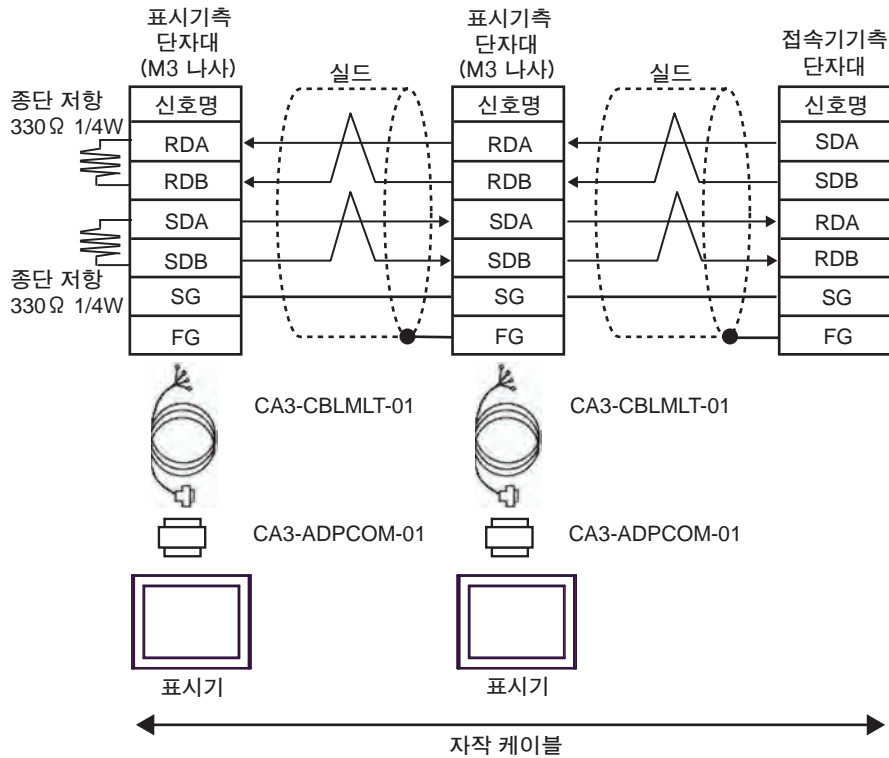 표시기측
단자대
(M3 나사)
표시기측
단자대
(M3 나사)
접속기기측
단자대
실드
실드
종단 저항
330Ω 1/4W
종단 저항
330Ω 1/4W
신호명
RDA
RDB
SDA
SDB
SG
FG
신호명
RDA
RDB
SDA
SDB
SG
FG
신호명
SDA
SDB
RDA
RDB
SG
FG
CA3-CBLMLT-01
CA3-CBLMLT-01
CA3-ADPCOM-01
CA3-ADPCOM-01
표시기
표시기
자작 케이블